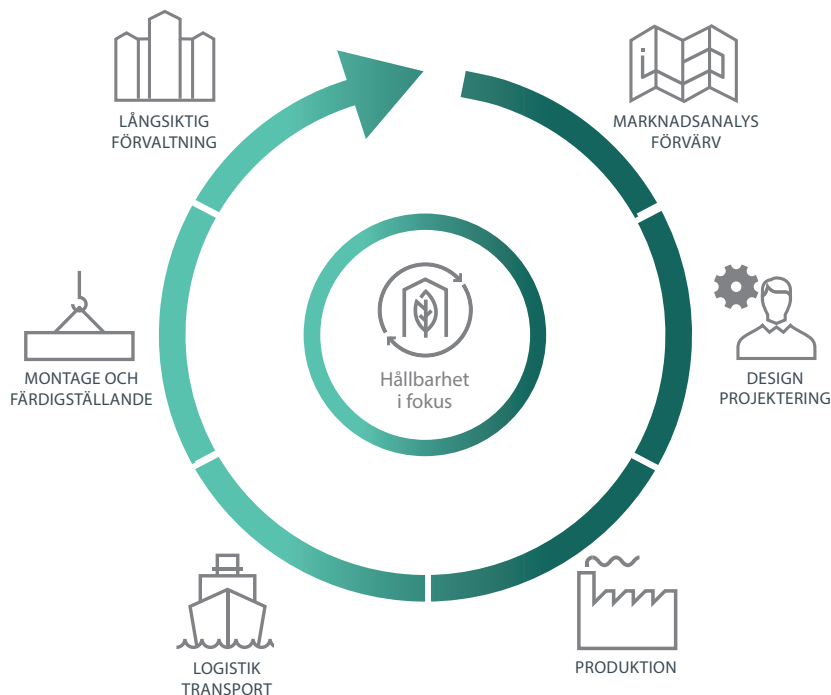 LÅNGSIKTIG
FÖRVALTNING
MARKNADSANALYS
FÖRVÄRV
MONTAGE OCH
FÄRDIGSTÄLLANDE
Hållbarhet
i fokus
DESIGN
PROJEKTERING
LOGISTIK
TRANSPORT
PRODUKTION